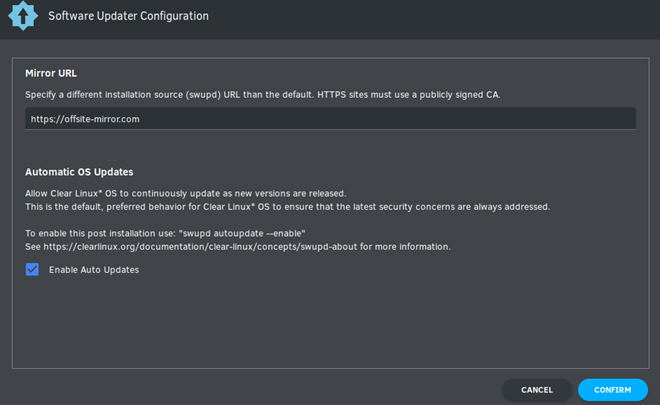 Software Updater Configuration
Mirror URL
Specify a different installation source (swupd) URL than the default. HTTPS sites must use a publicly signed CA.
https://offsite-mirror.com
Automatic OS Updates
Allow Clear Linux* OS to continuously update as new versions are released.
This is the default, preferred behavior for Clear Linux* OS to ensure that the latest security concerns are always addressed.
To enable this post installation use: "swupd autoupdate --enable"
See https://clearlinux.org/documentation/clear-linux/concepts/swupd-about for more information.
Enable Auto Updates
CANCEL CONFIRM